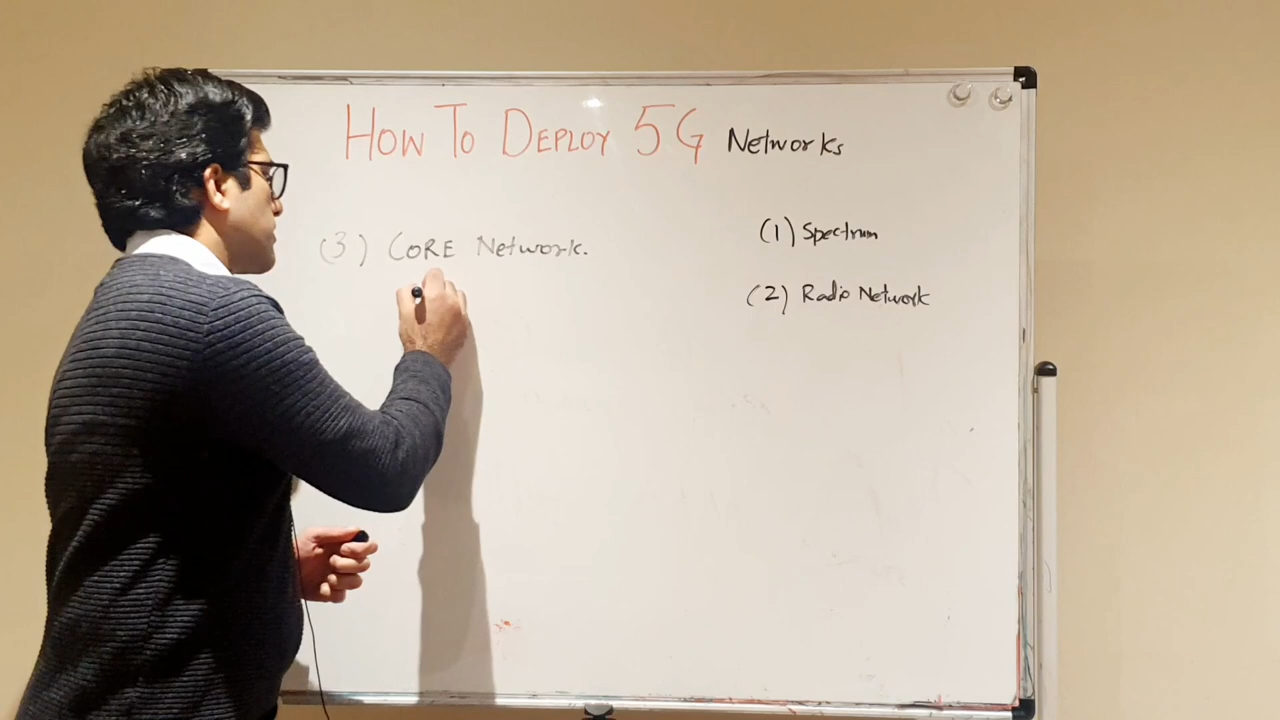 HOW TO DEPLOY 5G Networks
(3) CORE Network.
(1) Spectrum
(2) Radio Network